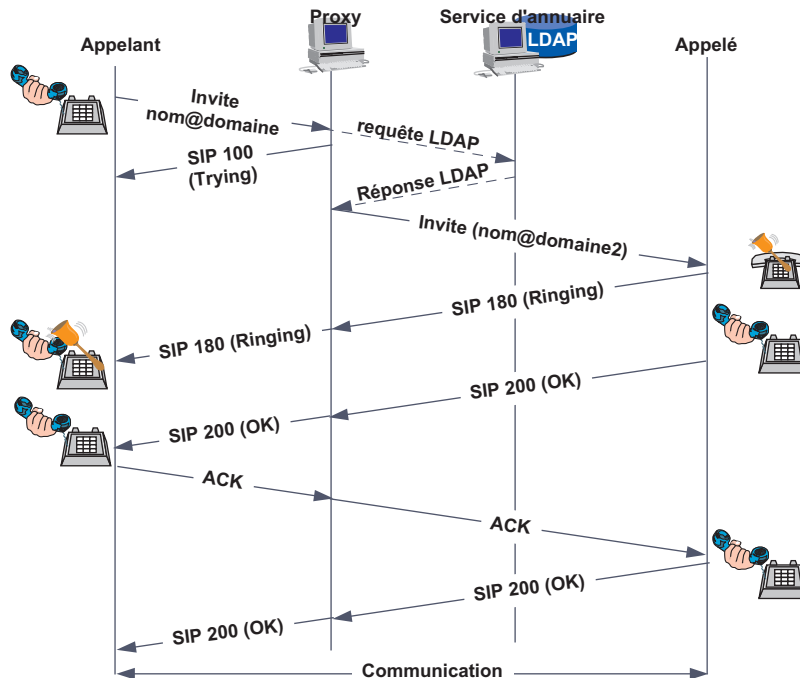 Proxy
Service d'annuaire
Appelant
LDAP
Appelé
Invite
nom@domaine
requête LDAP
SIP 100
(Trying)
Réponse LDAP
Invite (nom@domaine2)
SIP 180 (Ringing)
SIP 180 (Ringing)
SIP 200 (OK)
SIP 200 (OK)
ACK
ACK
SIP 200 (OK)
SIP 200 (OK)
Communication